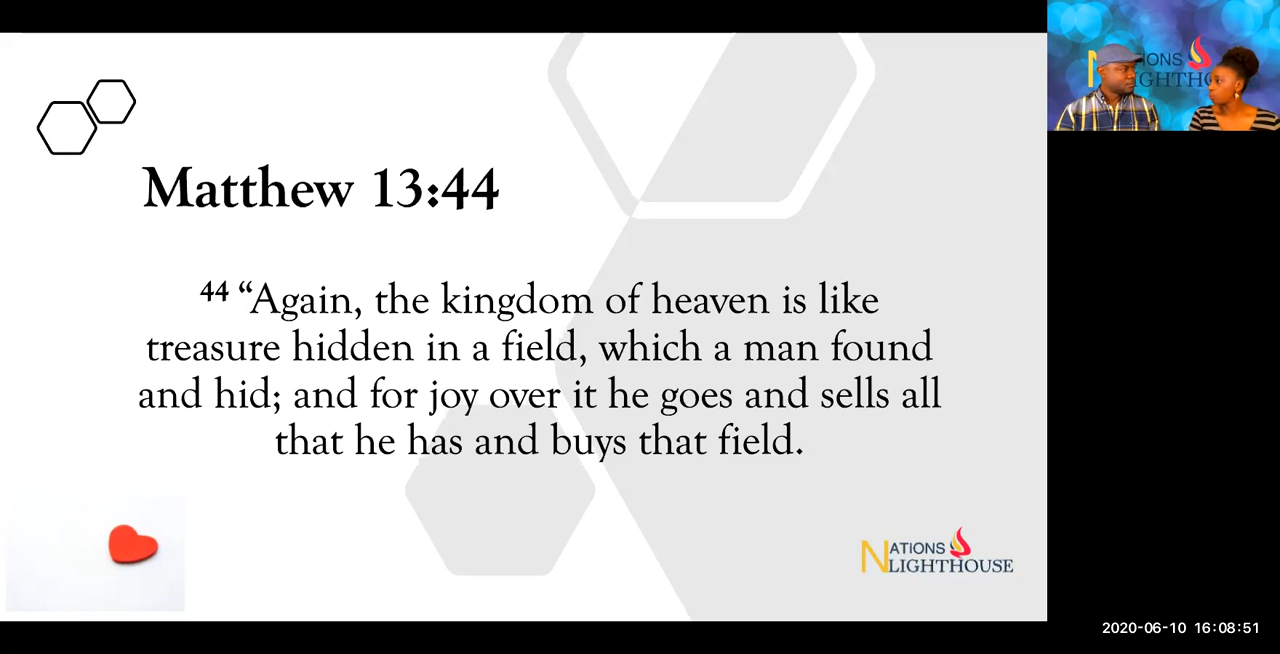 Matthew 13:44
44 “Again, the kingdom of heaven is like
treasure hidden in a field, which a man found
and hid; and for joy over it he goes and sells all
that he has and buys that field.
NATIONS
LIGHTHOUSE
2020-06-10 16:08:51